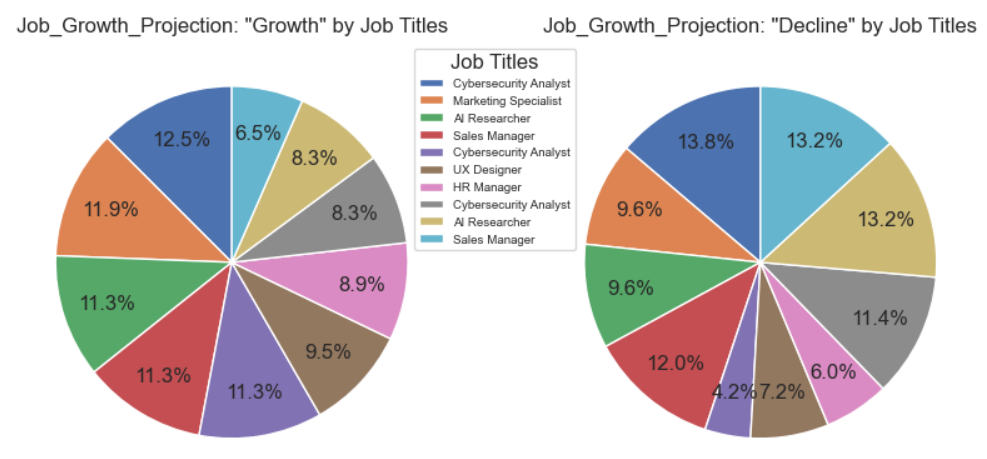 Job_Growth_Projection: "Growth" by Job Titles
12.5%
6.5%
8.3%
11.9%
8.3%
11.3%
8.9%
11.3%
11.3%
9.5%
Job Titles
Cybersecurity Analyst
Marketing Specialist
AI Researcher
Sales Manager
Cybersecurity Analyst
UX Designer
HR Manager
Cybersecurity Analyst
AI Researcher
Sales Manager
Job_Growth_Projection: "Decline" by Job Titles
13.8%
13.2%
9.6%
13.2%
9.6%
11.4%
12.0%
4.2%
7.2%
6.0%